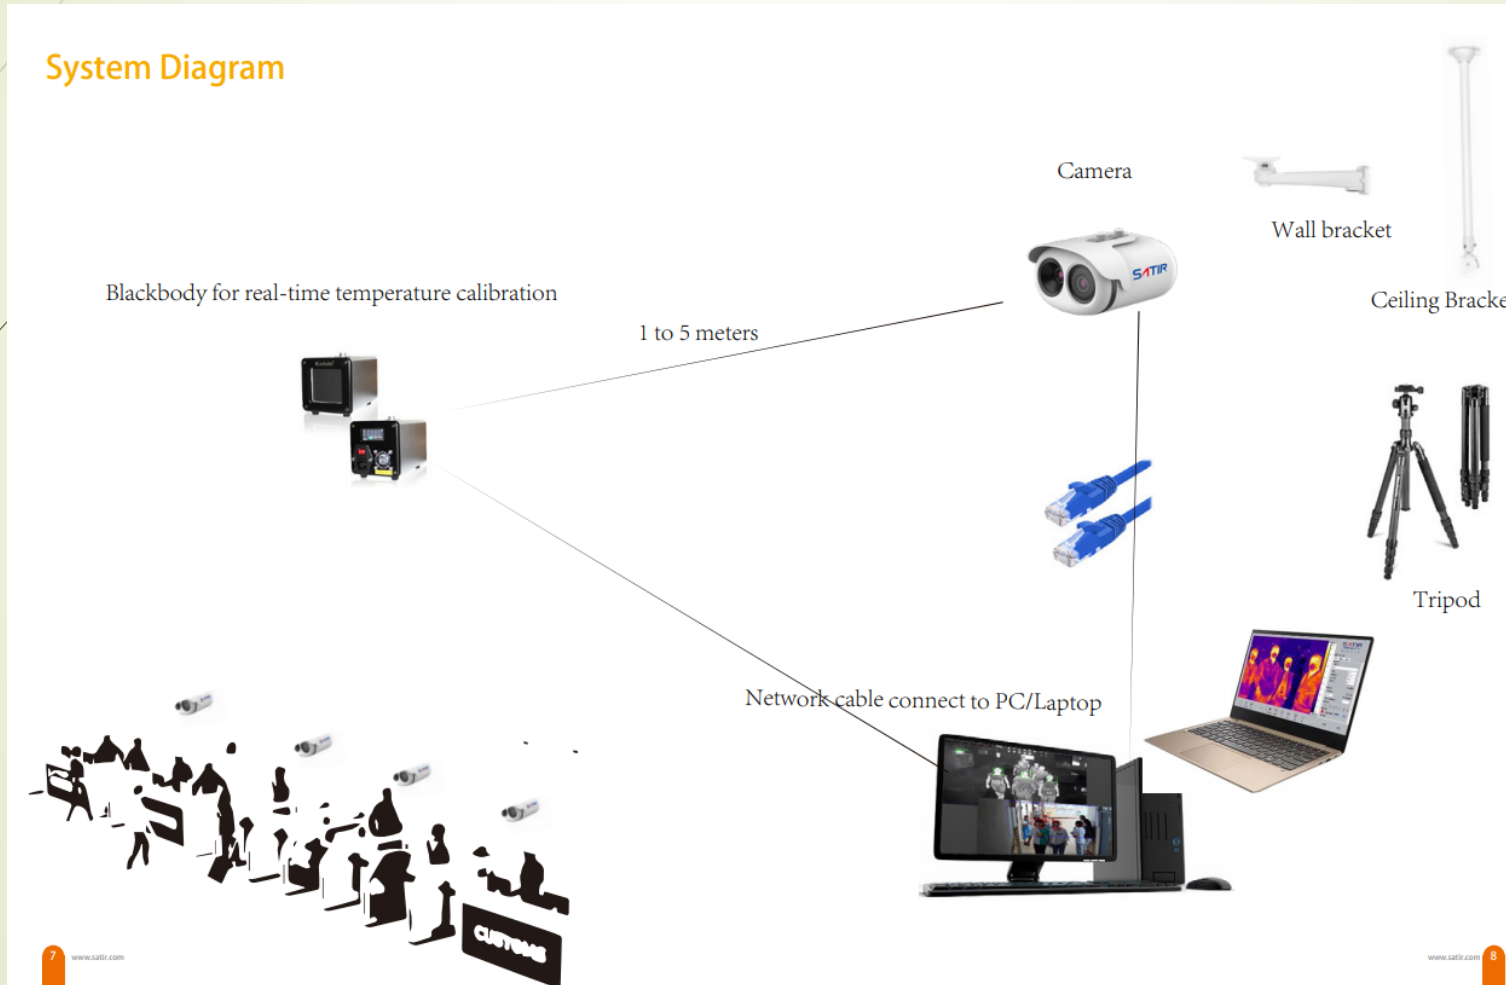 System Diagram
Camera
Wall bracket
Ceiling Bracke
Blackbody for real-time temperature calibration
1 to 5 meters
SATIR
Tripod
Network cable connect to PC/Laptop
SATIR
CUSTOMS
7 www.satir.com
www.satir.com 8